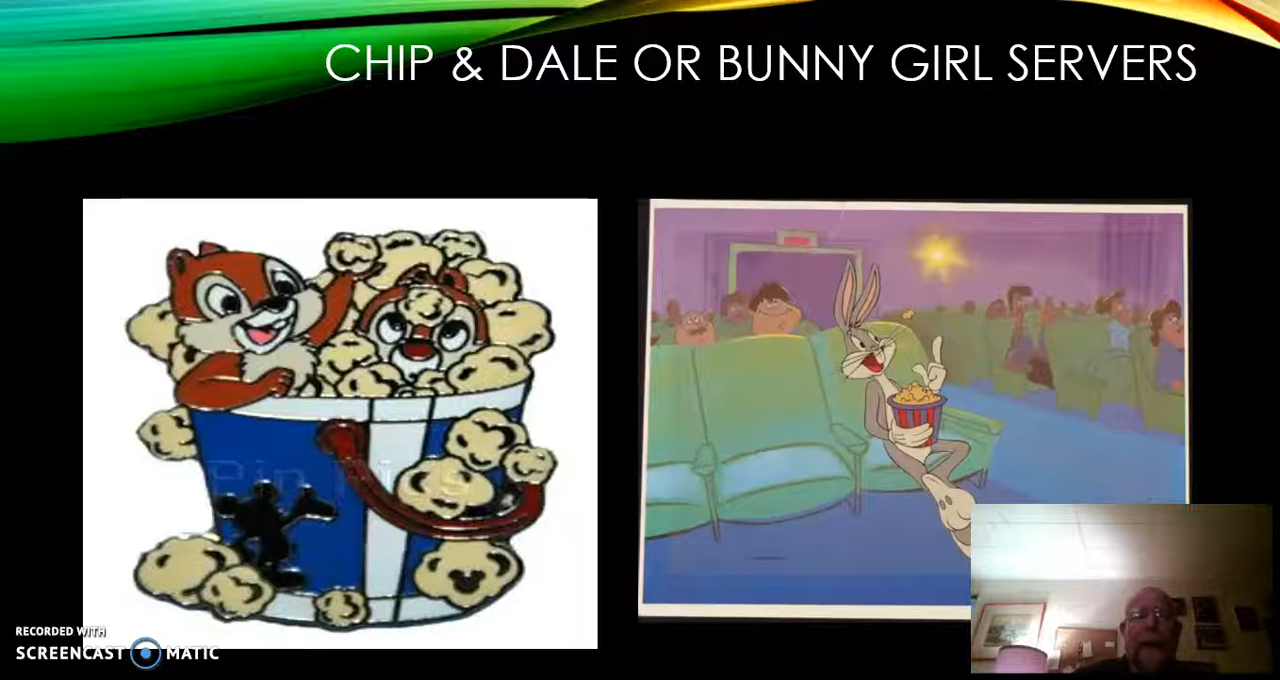 CHIP & DALE OR BUNNY GIRL SERVERS
RECORDED WITH
SCREENCAST MATIC